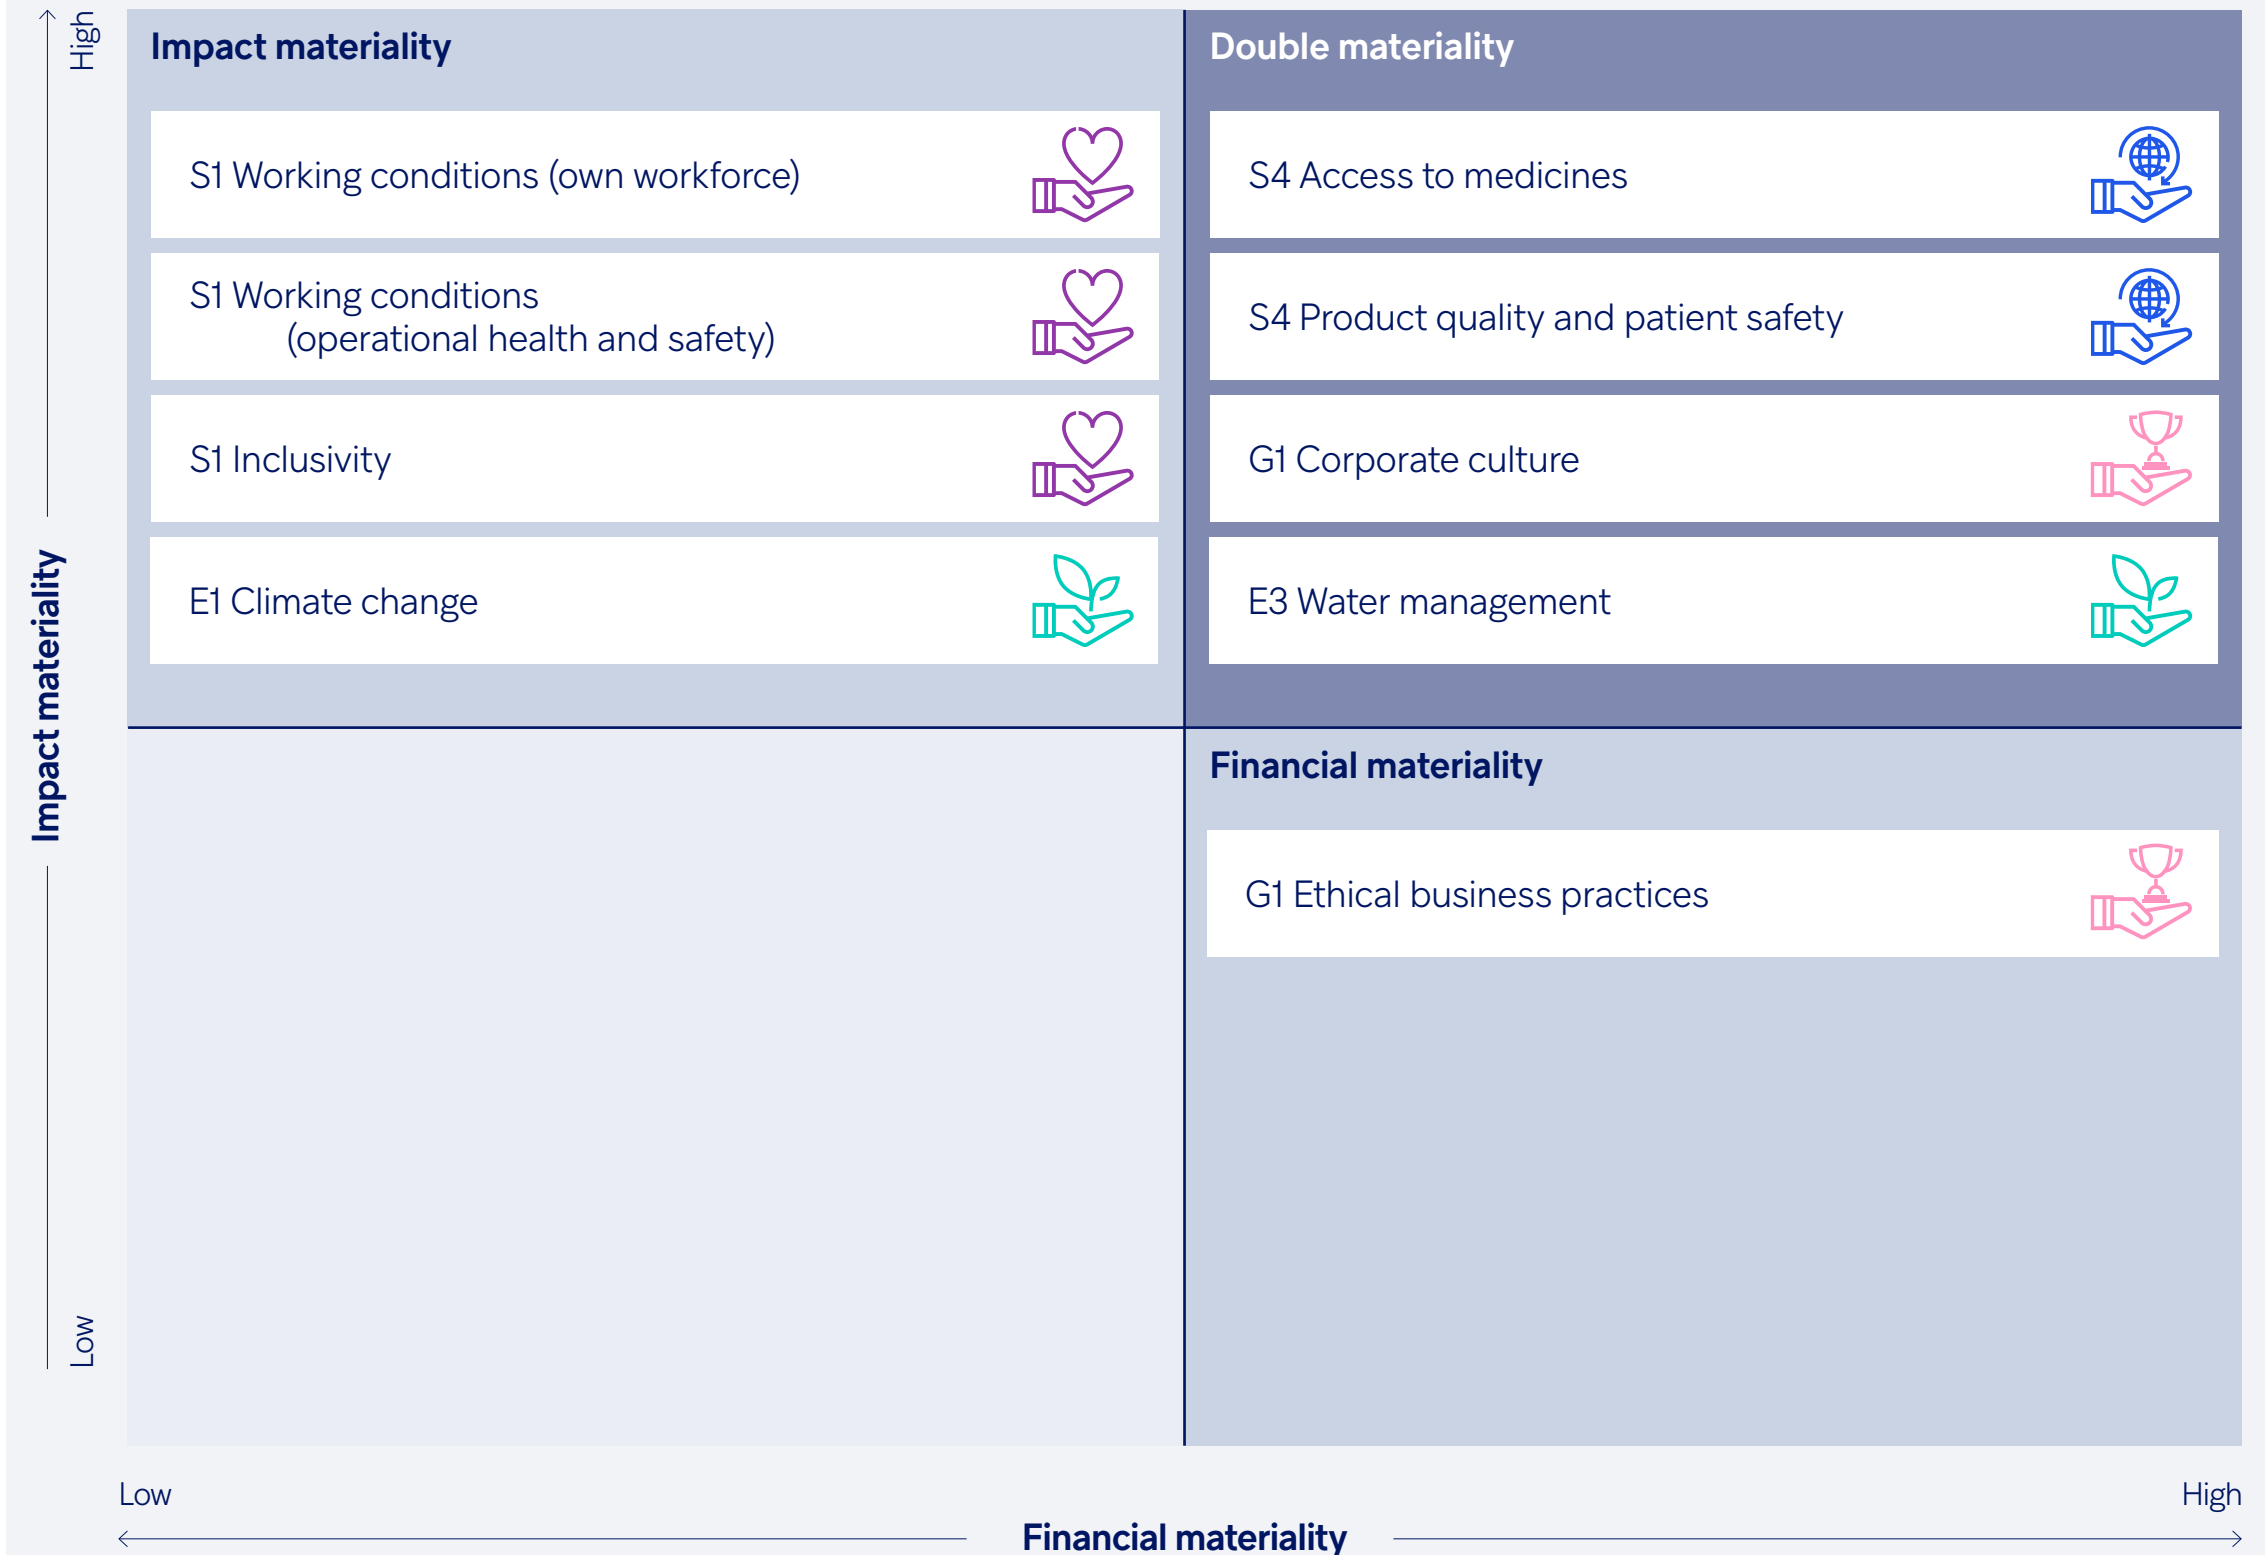 High
Impact materiality
Low
Impact materiality
S1 Working conditions (own workforce)
S1 Working conditions
(operational health and safety)
S1 Inclusivity
E1 Climate change
Double materiality
S4 Access to medicines
S4 Product quality and patient safety
G1 Corporate culture
E3 Water management
Financial materiality
G1 Ethical business practices
Low
Financial materiality
High